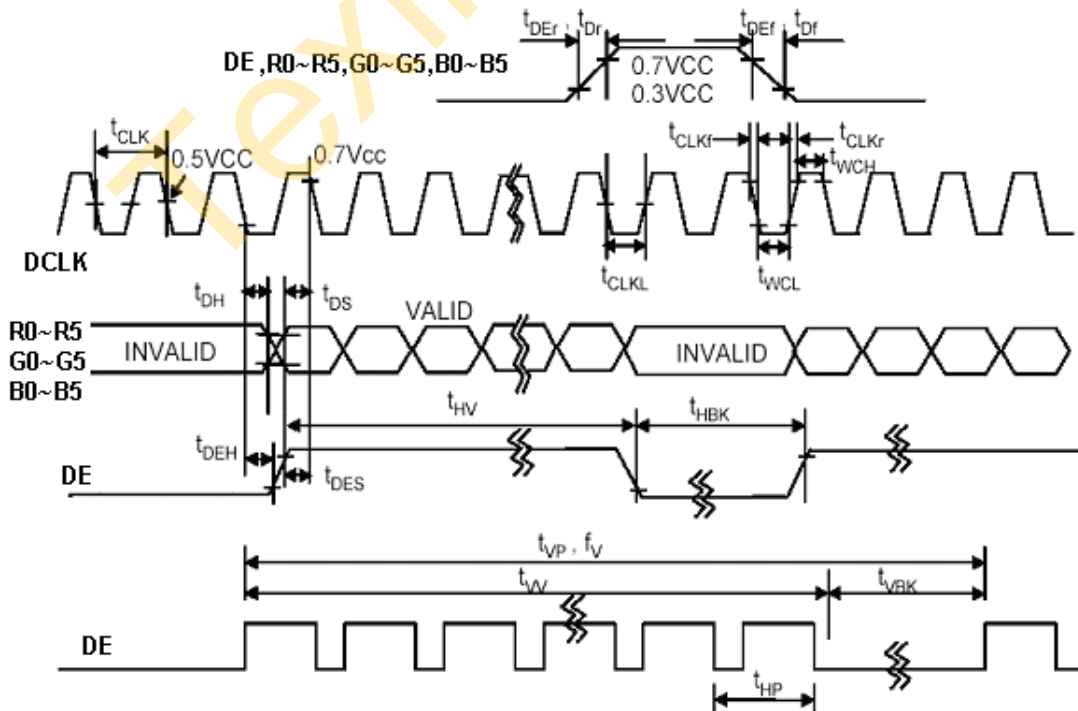 tDEr , tDr
tDEf , tDf
DE ,R0~R5,G0~G5,B0~B5
0.7VCC
0.3VCC
tCLK
0.5VCC
0.7Vcc
tCLKf
tCLKr
tWCH
DCLK
tCLKL
tWCL
tDH
tDS
VALID
R0~R5
G0~G5
B0~B5
INVALID
INVALID
tHV
tHBK
tDEH
DE
tDES
tVP , fV
tVV
tVBK
DE
tHP